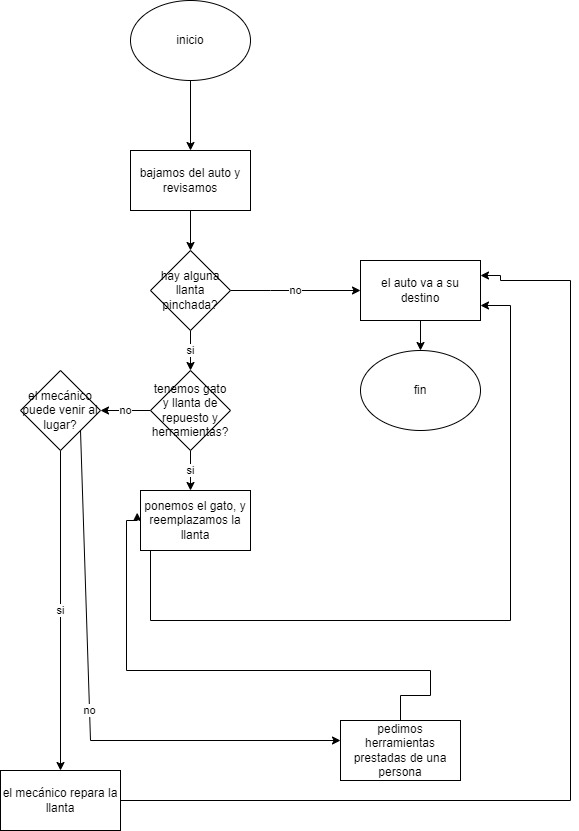 inicio
bajamos del auto y
revisamos
hay alguna
llanta
pinchada?
no
el auto va a su
destino
si
fin
el mecánico
puede venir al
lugar?
no
tenemos gato
y llanta de
repuesto y
herramientas?
si
ponemos el gato, y
reemplazamos la
llanta
si
no
pedimos
herramientas
prestadas de una
persona
el mecánico repara la
llanta